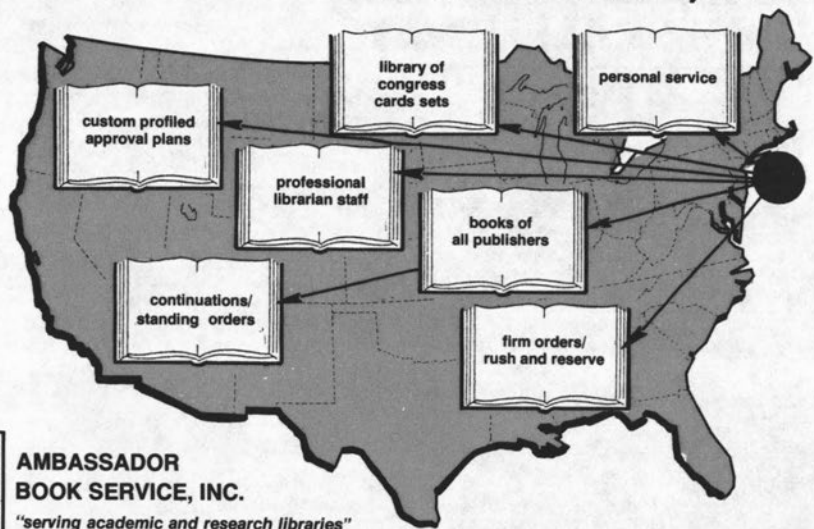 library of
congress
cards sets
personal service
custom profiled
approval plans
professional
librarian staff
books of
all publishers
continuations/
standing orders
firm orders/
rush and reserve
AMBASSADOR
BOOK SERVICE, INC.
"serving academic and research libraries"